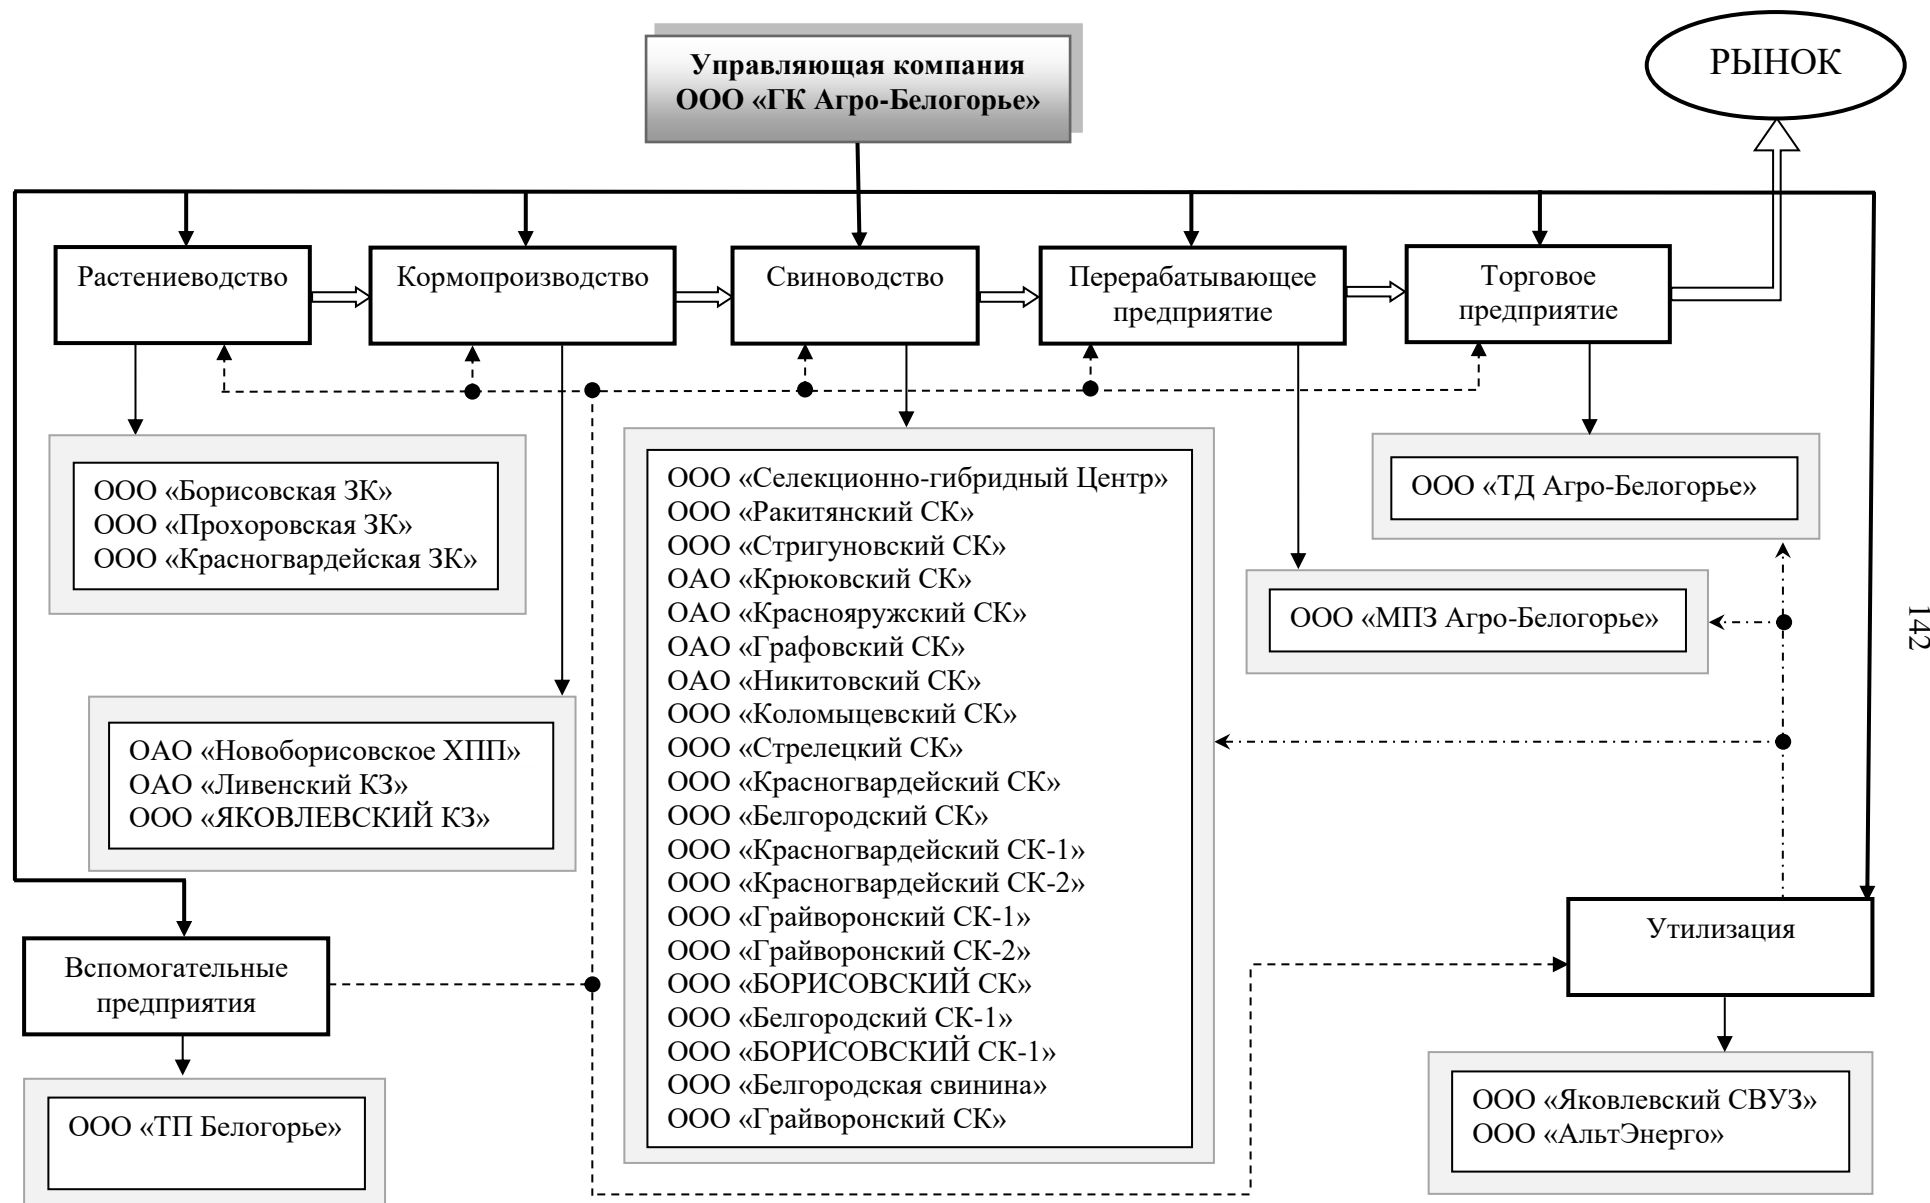 Управляющая компания
ООО «ГК Агро-Белогорье»
РЫНОК
Растениеводство
Кормопроизводство
Свиноводство
Перерабатывающее
предприятие
Торговое
предприятие
ООО «Борисовская ЗК»
ООО «Прохоровская ЗК»
ООО «Красногвардейская ЗК»
ОАО «Новоборисовское ХПП»
ОАО «Ливенский КЗ»
ООО «ЯКОВЛЕВСКИЙ КЗ»
ООО «Селекционно-гибридный Центр»
ООО «Ракитянский СК»
ООО «Стригуновский СК»
ОАО «Крюковский СК»
ОАО «Краснояружский СК»
ОАО «Графовский СК»
ОАО «Никитовский СК»
ООО «Коломыцевский СК»
ООО «Стрелецкий СК»
ООО «Красногвардейский СК»
ООО «Белгородский СК»
ООО «Красногвардейский СК-1»
ООО «Красногвардейский СК-2»
ООО «Грайворонский СК-1»
ООО «Грайворонский СК-2»
ООО «БОРИСОВСКИЙ СК»
ООО «Белгородский СК-1»
ООО «БОРИСОВСКИЙ СК-1»
ООО «Белгородская свинина»
ООО «Грайворонский СК»
ООО «МПЗ Агро-Белогорье»
ООО «ТД Агро-Белогорье»
142
Вспомогательные
предприятия
ООО «ТП Белогорье»
Утилизация
ООО «Яковлевский СВУЗ»
ООО «АльтЭнерго»